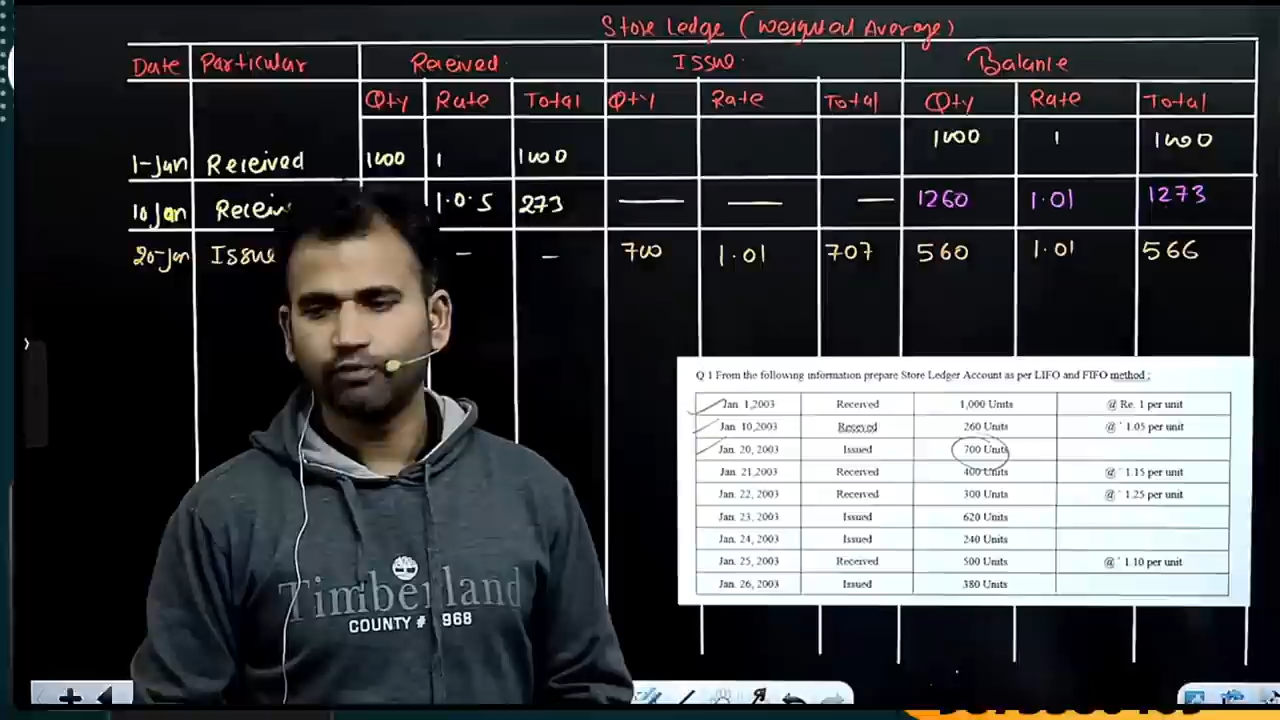 Store Ledge (Weighted Average)
Date Particular Received Issue Balance
Qty Rate Total Qty Rate Total Qty Rate Total
1-Jan Received 1000 1 1000 1000 1 1000
10 Jan 1.0.5 273 — — — 1260 1.01 1273
20-Jan Issue - - 700 1.01 707 560 1.01 566
Q 1 From the following information prepare Store Ledger Account as per LIFO and FIFO method :
Jan. 1,2003 Received 1,000 Units @ Re. 1 per unit
Jan. 10,2003 Received 260 Units @ ` 1.05 per unit
Jan. 20, 2003 Issued 700 Units
Jan. 21,2003 Received 400 Units @ ` 1.15 per unit
Jan. 22, 2003 Received 300 Units @ ` 1.25 per unit
Jan. 23, 2003 Issued 620 Units
Jan. 24, 2003 Issued 240 Units
Jan. 25, 2003 Received 500 Units @ ` 1.10 per unit
Jan. 26, 2003 Issued 380 Units
Timberland
COUNTY # 968